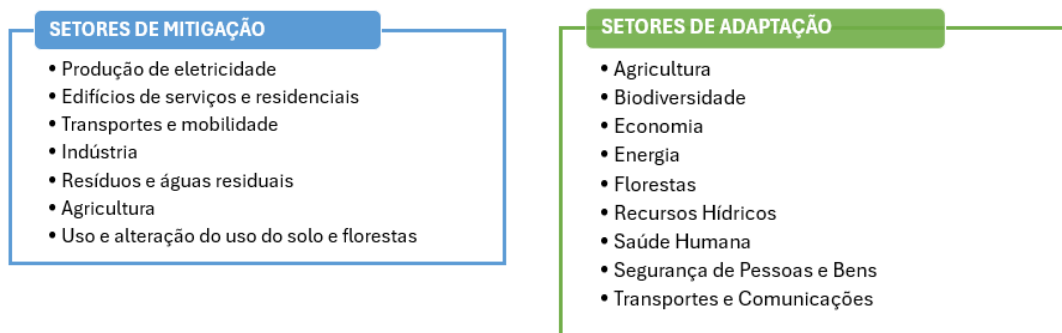 SETORES DE MITIGAÇÃO
• Produção de eletricidade
• Edifícios de serviços e residenciais
• Transportes e mobilidade
• Indústria
• Resíduos e águas residuais
• Agricultura
• Uso e alteração do uso do solo e florestas
SETORES DE ADAPTAÇÃO
• Agricultura
• Biodiversidade
• Economia
• Energia
• Florestas
• Recursos Hídricos
• Saúde Humana
• Segurança de Pessoas e Bens
• Transportes e Comunicações